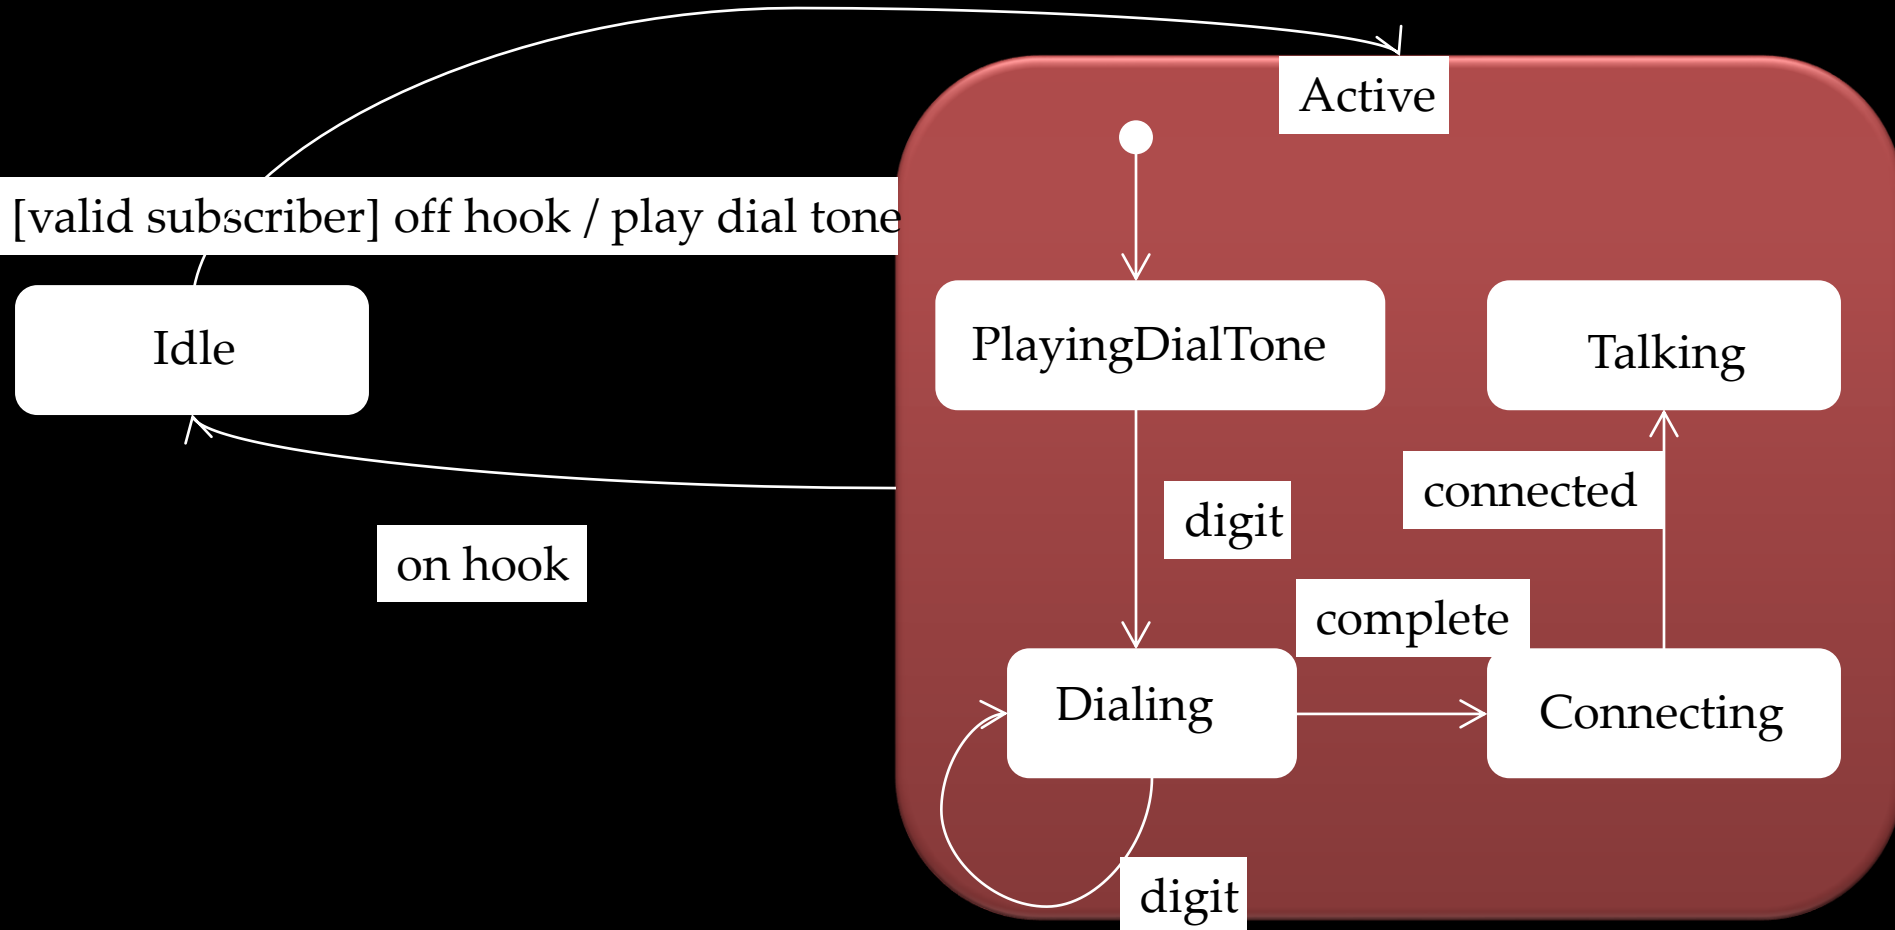 Active
[valid subscriber] off hook / play dial tone
Idle
PlayingDialTone
Talking
connected
digit
on hook
complete
Dialing
Connecting
digit